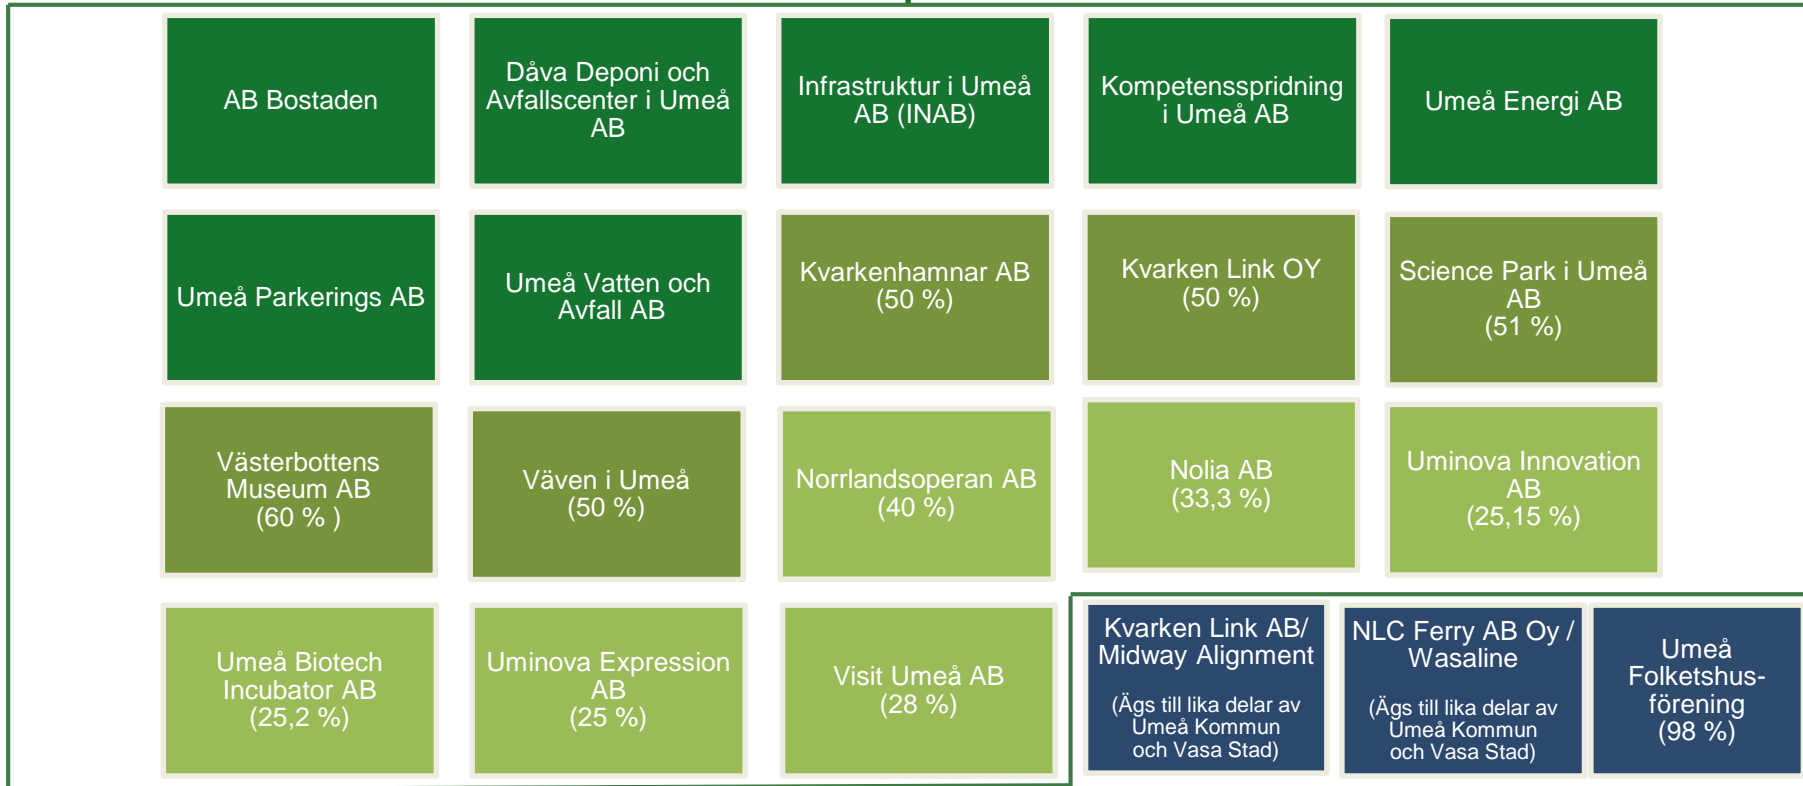 AB Bostaden
Dåva Deponi och
Avfallscenter i Umeå
AB
Infrastruktur i Umeå
AB (INAB)
Kompetensspridning
i Umeå AB
Umeå Energi AB
Umeå Parkerings AB
Umeå Vatten och
Avfall AB
Kvarkenhamnar AB
(50 %)
Kvarken Link OY
(50 %)
Science Park i Umeå
AB
(51 %)
Västerbottens
Museum AB
(60 % )
Väven i Umeå
(50 %)
Norrlandsoperan AB
(40 %)
Nolia AB
(33,3 %)
Uminova Innovation
AB
(25,15 %)
Umeå Biotech
Incubator AB
(25,2 %)
Uminova Expression
AB
(25 %)
Visit Umeå AB
(28 %)
Kvarken Link AB/
Midway Alignment
(Ägs till lika delar av
Umeå Kommun
och Vasa Stad)
NLC Ferry AB Oy /
Wasaline
(Ägs till lika delar av
Umeå Kommun
och Vasa Stad)
Umeå
Folketshus-
förening
(98 %)